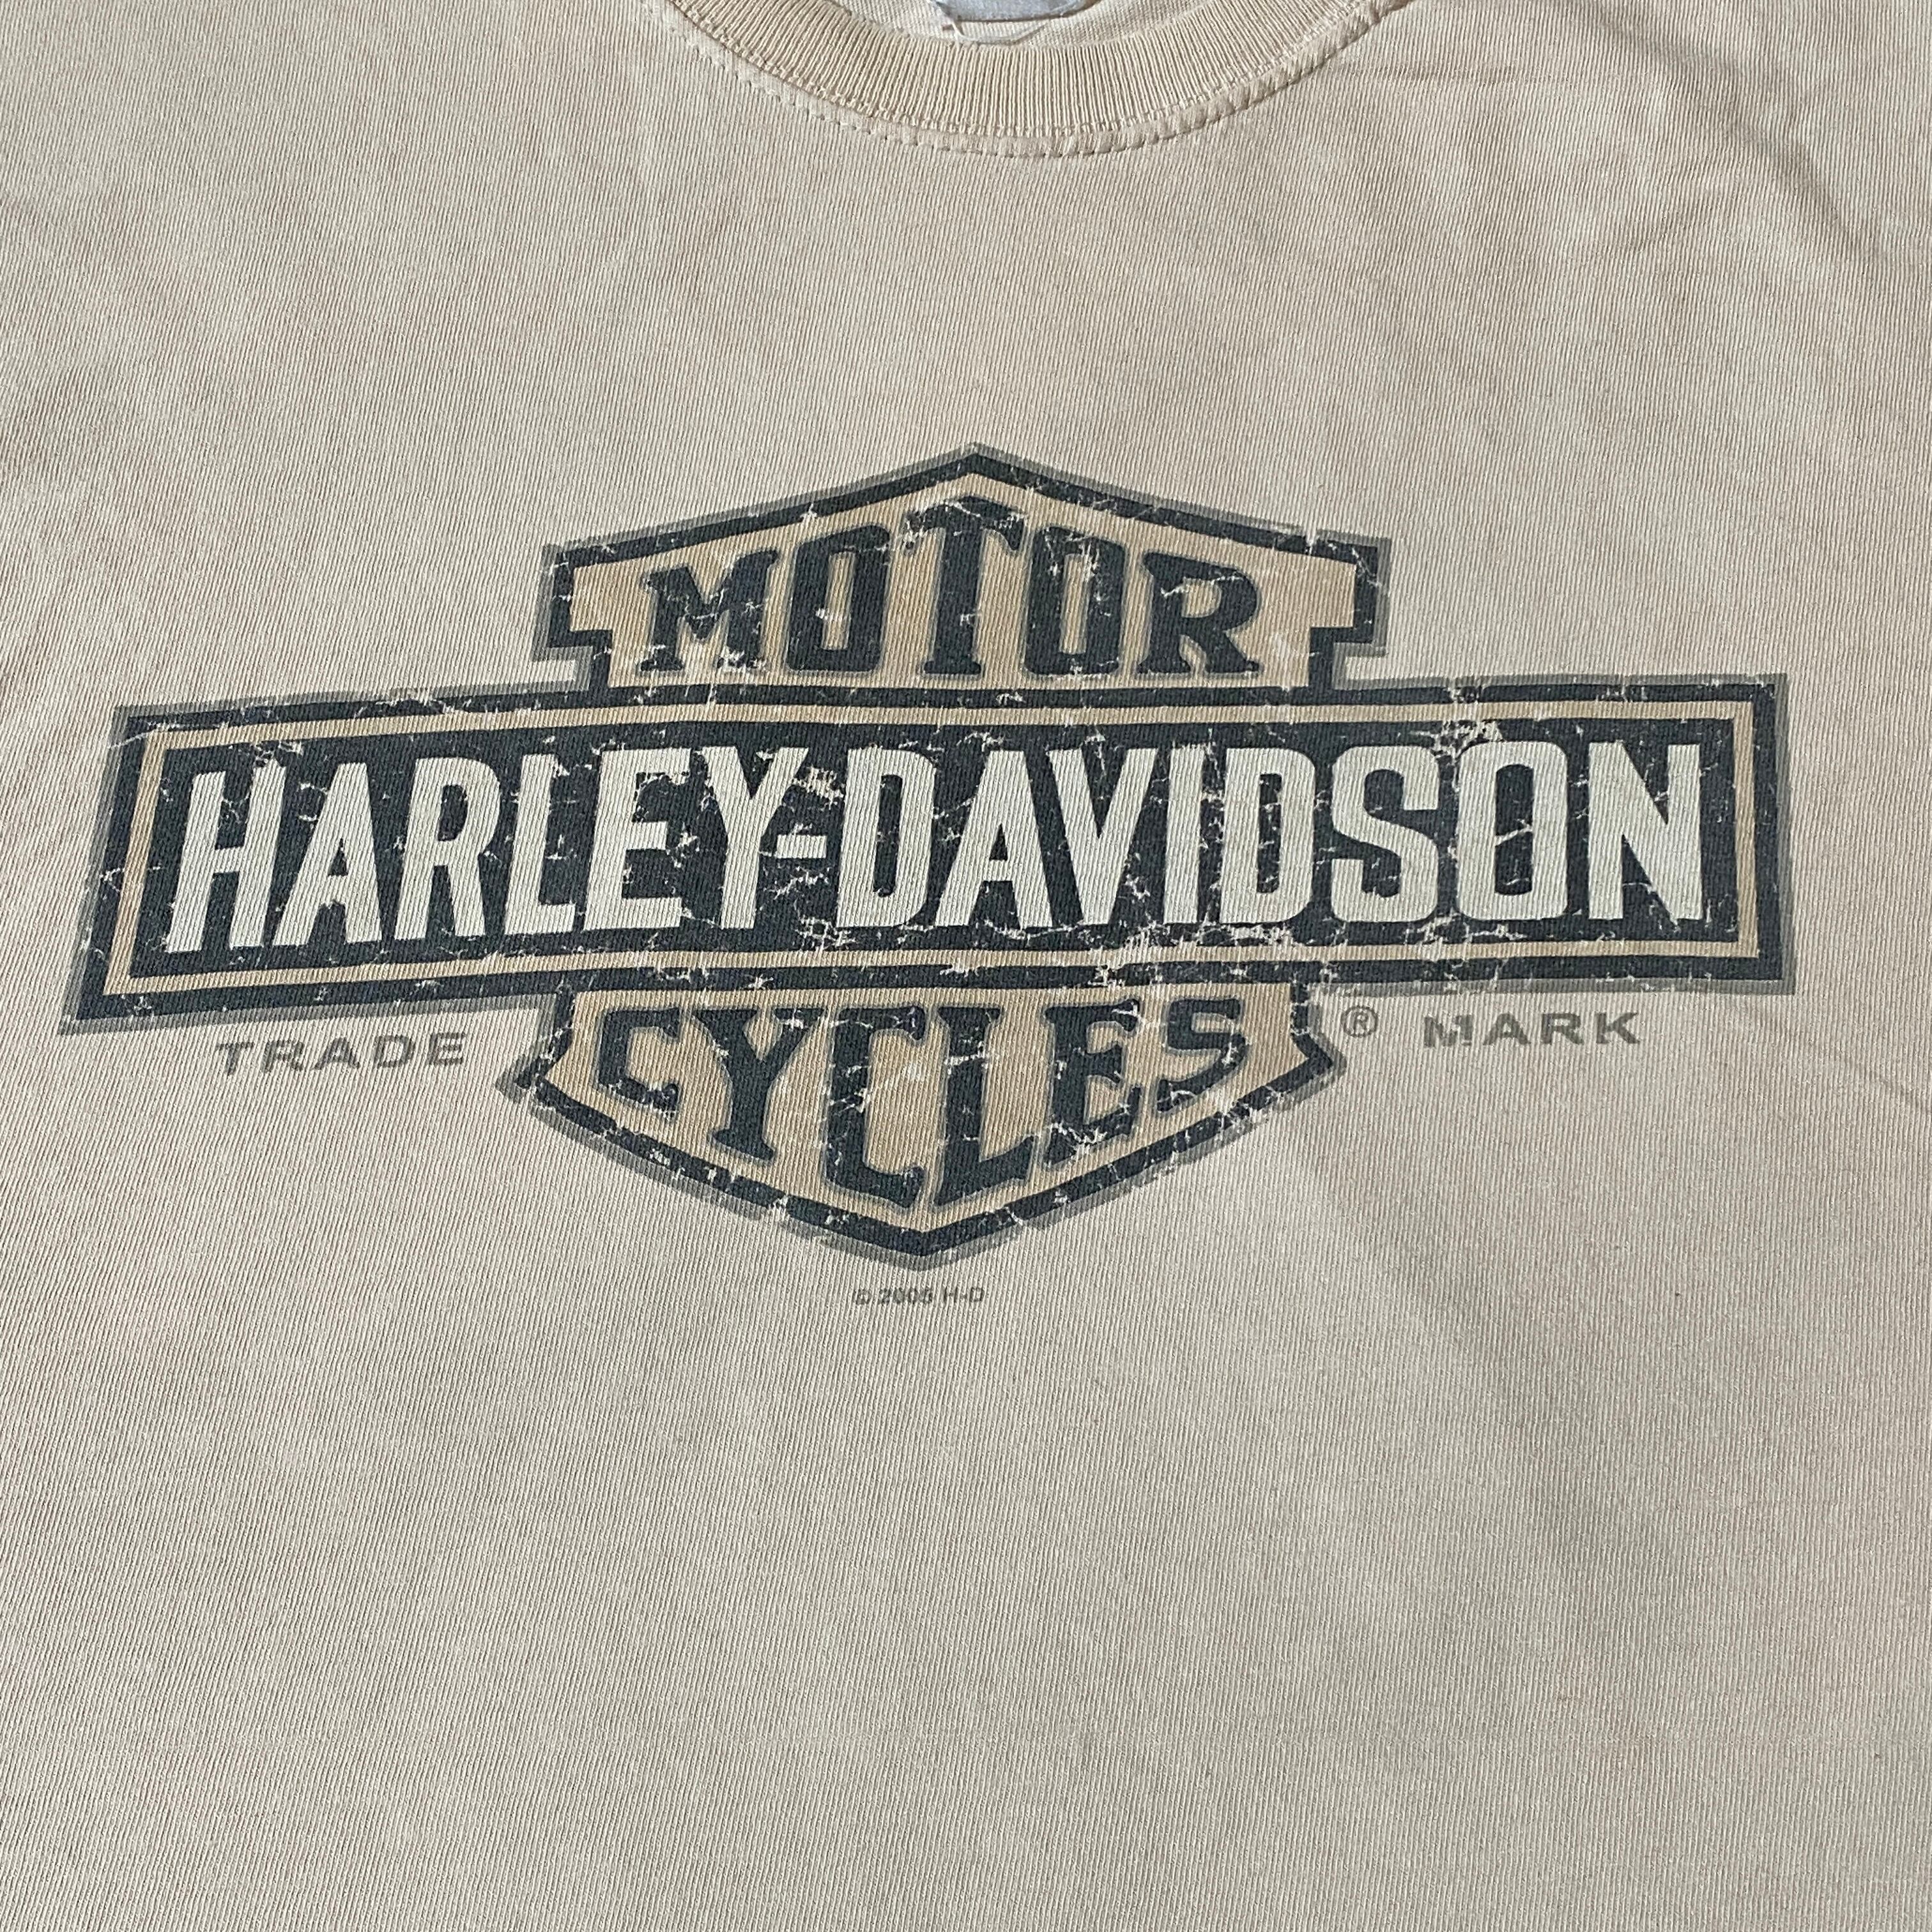 MOTOR
HARLEY-DAVIDSON
TRADE CYCLES ® MARK
© 2005 H-D